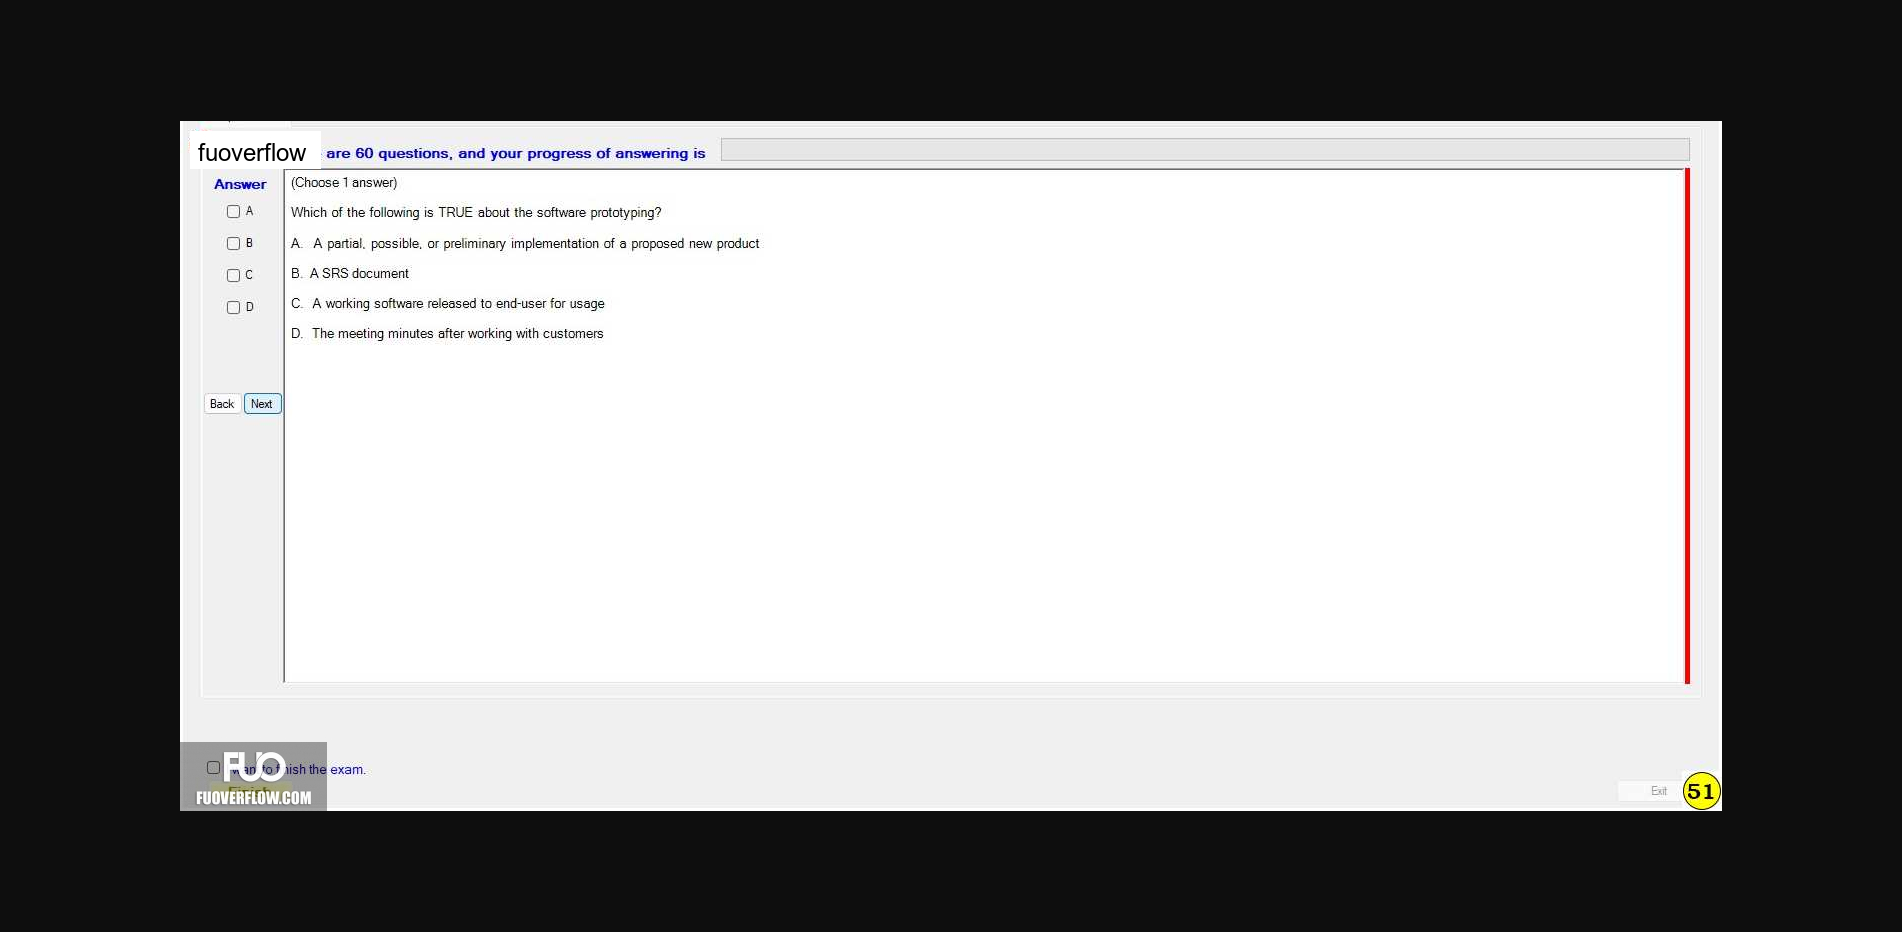 fuoverflow are 60 questions, and your progress of answering is
Answer
(Choose 1 answer)
A
Which of the following is TRUE about the software prototyping?
B
A. A partial, possible, or preliminary implementation of a proposed new product
C
B. A SRS document
D
C. A working software released to end-user for usage
D. The meeting minutes after working with customers
Back Next
FUO
I want to finish the exam.
Finish
FUOVERFLOW.COM
Exit
51